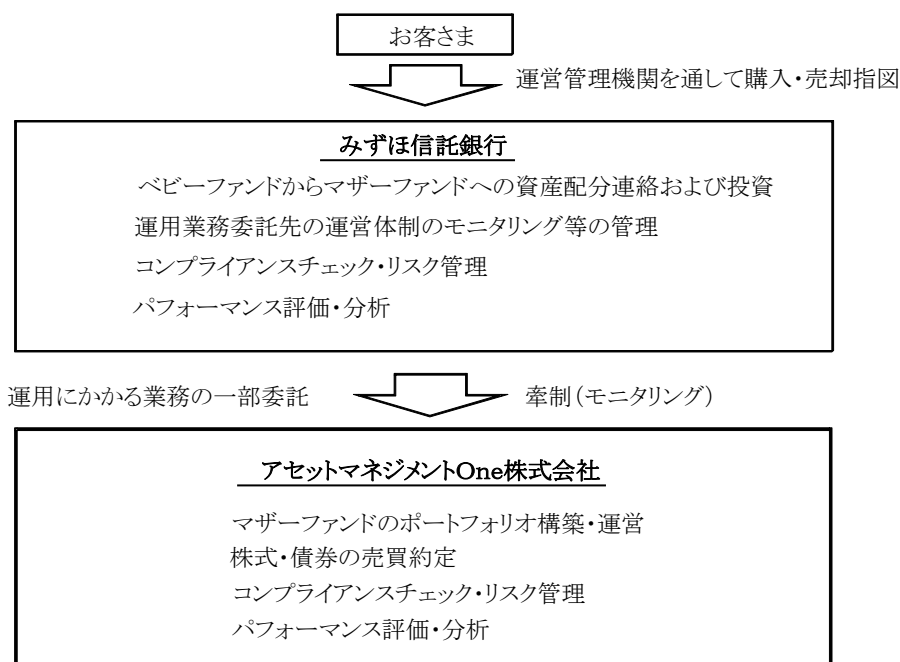 お客さま
運営管理機関を通して購入・売却指図
みずほ信託銀行
ベビーファンドからマザーファンドへの資産配分連絡および投資
運用業務委託先の運営体制のモニタリング等の管理
コンプライアンスチェック・リスク管理
パフォーマンス評価・分析
運用にかかる業務の一部委託
牽制（モニタリング）
アセットマネジメントOne株式会社
マザーファンドのポートフォリオ構築・運営
株式・債券の売買約定
コンプライアンスチェック・リスク管理
パフォーマンス評価・分析